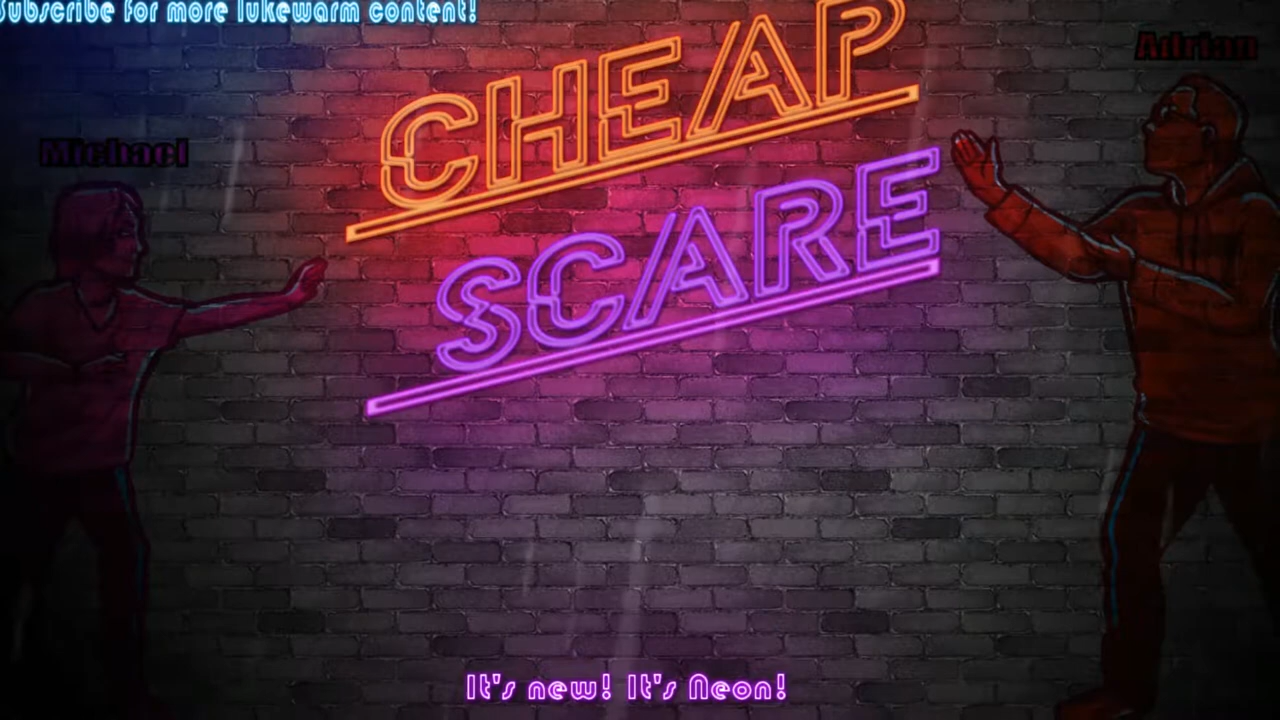 Subscribe for more lukewarm content!
CHEAP
Adrian
Michael
SCARE
It's new! It's Neon!